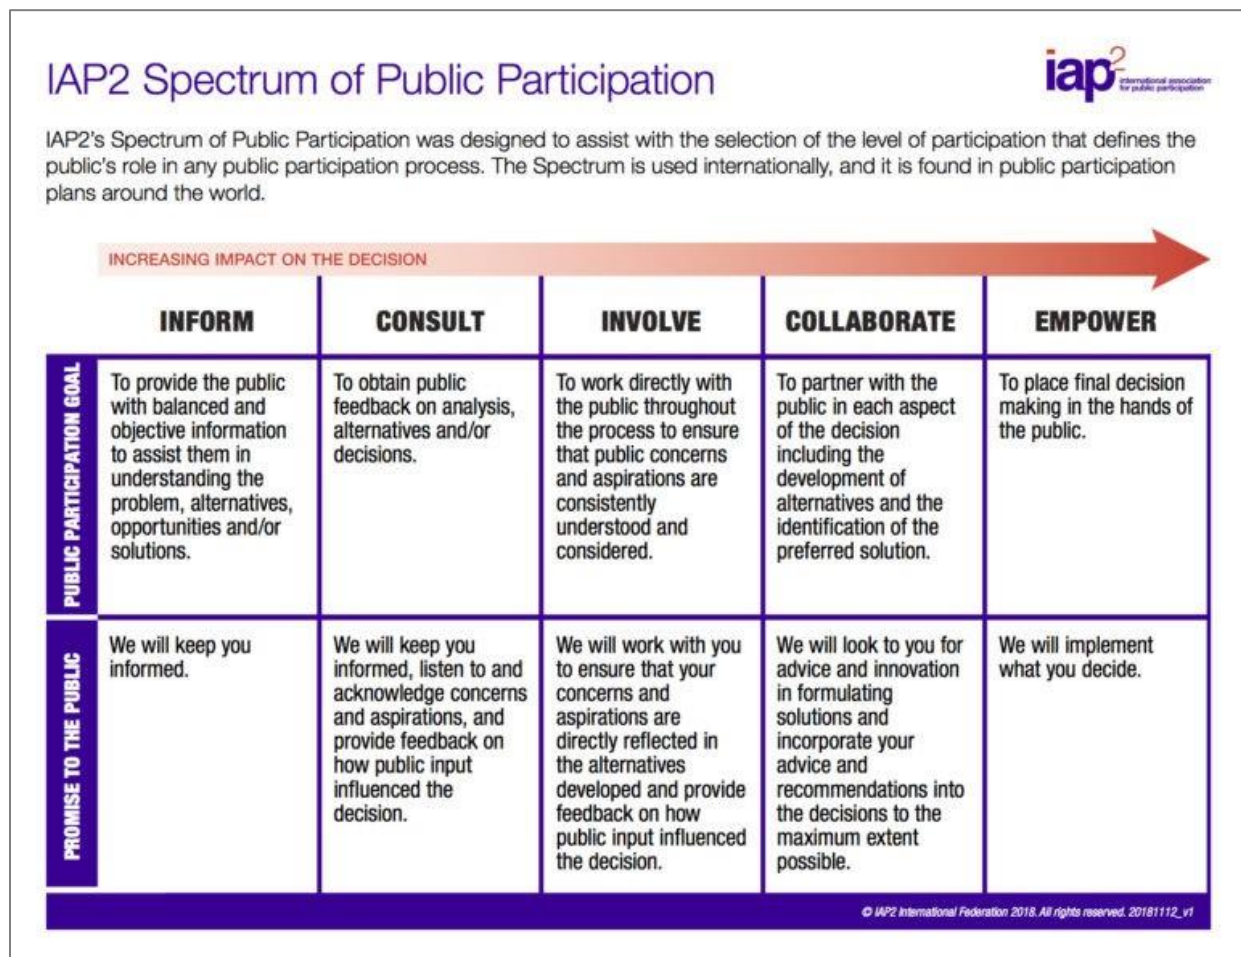 IAP2 Spectrum of Public Participation
iap2
international association
for public participation
IAP2's Spectrum of Public Participation was designed to assist with the selection of the level of participation that defines the
public's role in any public participation process. The Spectrum is used internationally, and it is found in public participation
plans around the world.
INCREASING IMPACT ON THE DECISION
INFORM
CONSULT
INVOLVE
COLLABORATE
EMPOWER
PUBLIC PARTICIPATION GOAL
To provide the public
with balanced and
objective information
to assist them in
understanding the
problem, alternatives,
opportunities and/or
solutions.
To obtain public
feedback on analysis,
alternatives and/or
decisions.
To work directly with
the public throughout
the process to ensure
that public concerns
and aspirations are
consistently
understood and
considered.
To partner with the
public in each aspect
of the decision
including the
development of
alternatives and the
identification of the
preferred solution.
To place final decision
making in the hands of
the public.
PROMISE TO THE PUBLIC
We will keep you
informed.
We will keep you
informed, listen to and
acknowledge concerns
and aspirations, and
provide feedback on
how public input
influenced the
decision.
We will work with you
to ensure that your
concerns and
aspirations are
directly reflected in
the alternatives
developed and provide
feedback on how
public input influenced
the decision.
We will look to you for
advice and innovation
in formulating
solutions and
incorporate your
advice and
recommendations into
the decisions to the
maximum extent
possible.
We will implement
what you decide.
© IAP2 International Federation 2018. All rights reserved. 20181112_v1